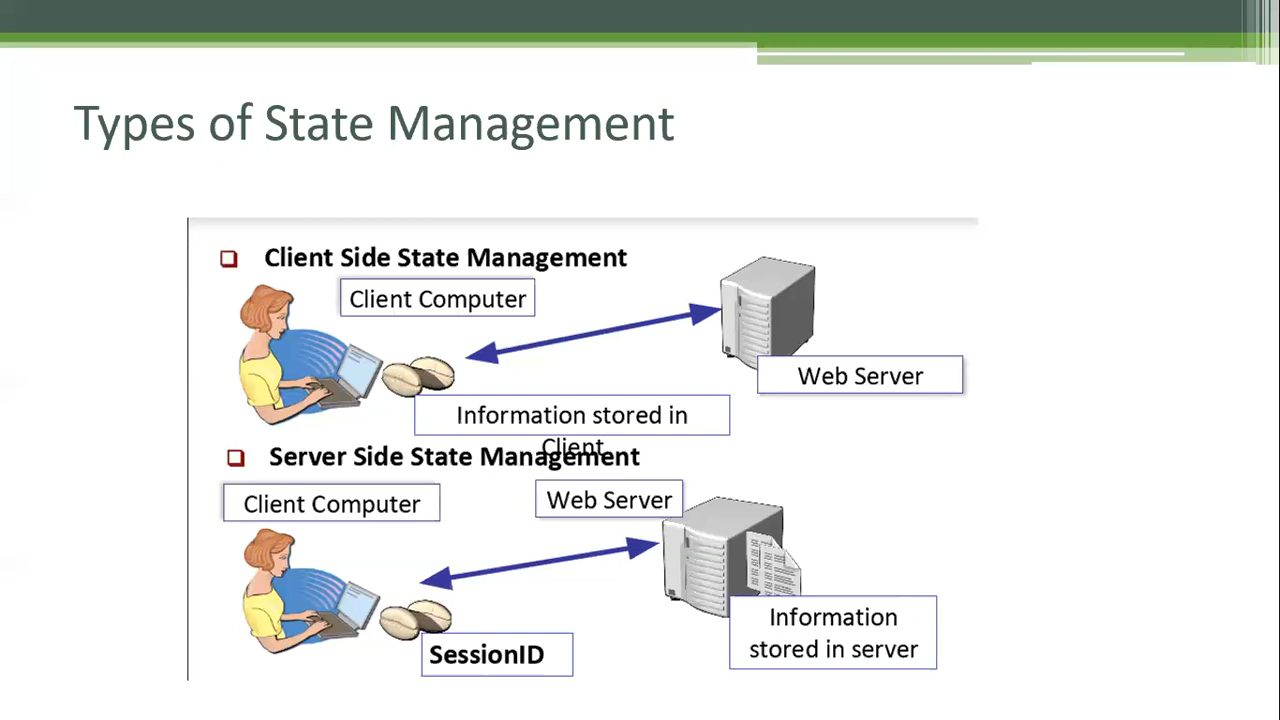 Types of State Management
Client Side State Management
Client Computer
Web Server
Information stored in
Client
Server Side State Management
Client Computer
Web Server
Information
stored in server
SessionID